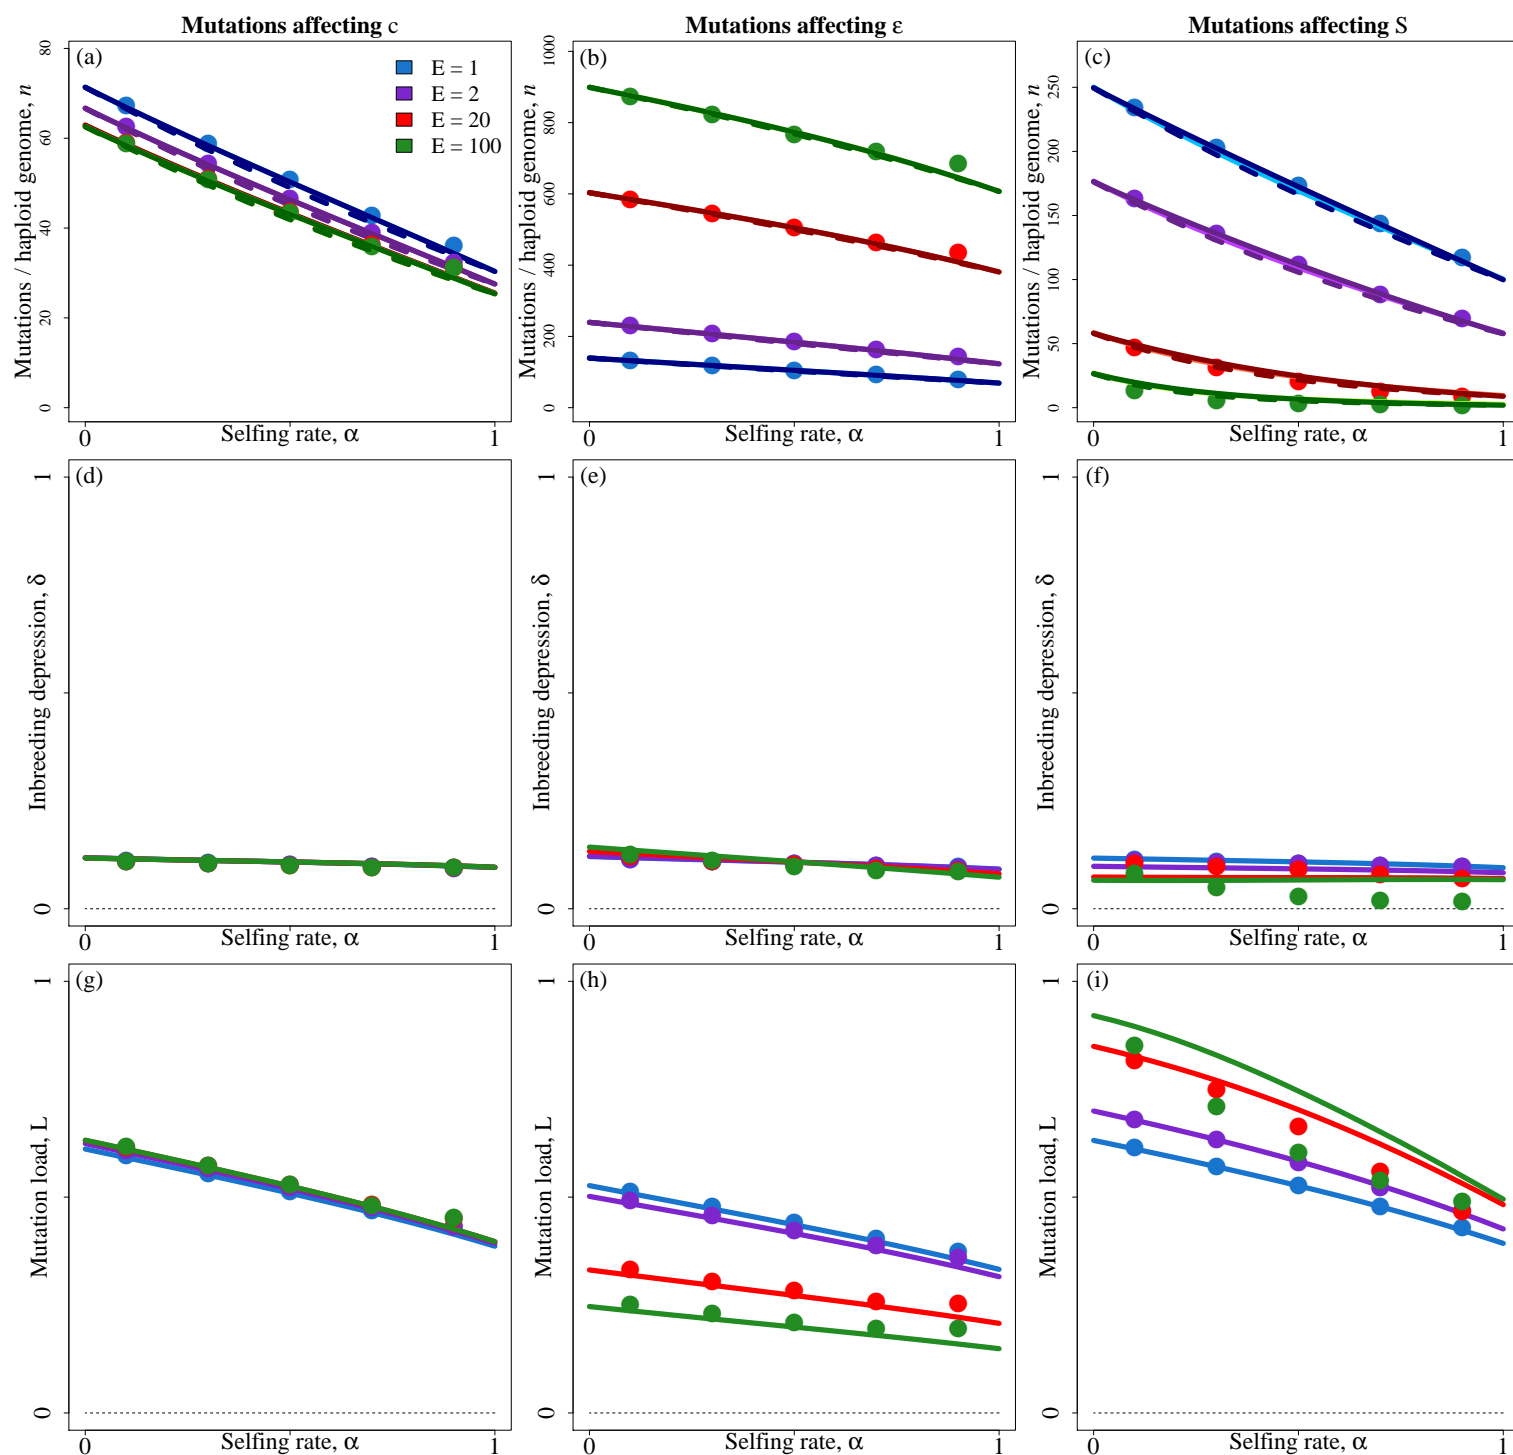 Mutations affecting c
Mutations affecting ε
Mutations affecting S
(a)
80
60
40
20
0
Mutations / haploid genome, n
E = 1
E = 2
E = 20
E = 100
0
Selfing rate, α
1
(b)
1000
800
600
400
200
0
Mutations / haploid genome, n
0
Selfing rate, α
1
(c)
250
200
150
100
50
0
Mutations / haploid genome, n
0
Selfing rate, α
1
(d)
1
0
Inbreeding depression, δ
0
Selfing rate, α
1
(e)
1
0
Inbreeding depression, δ
0
Selfing rate, α
1
(f)
1
0
Inbreeding depression, δ
0
Selfing rate, α
1
(g)
1
0
Mutation load, L
0
Selfing rate, α
1
(h)
1
0
Mutation load, L
0
Selfing rate, α
1
(i)
1
0
Mutation load, L
0
Selfing rate, α
1